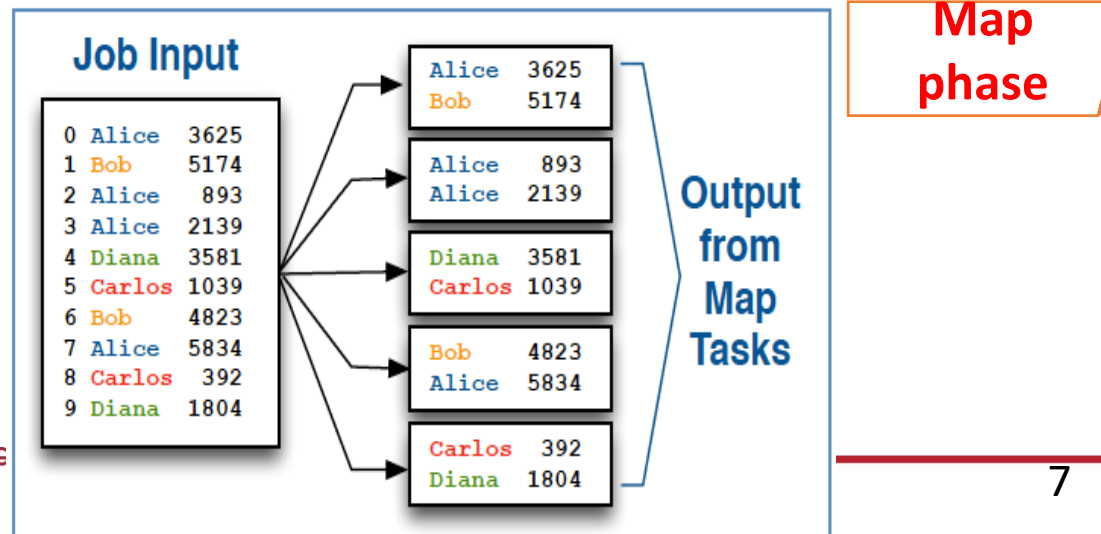 Map
phase
Job Input
0 Alice 3625
1 Bob 5174
2 Alice 893
3 Alice 2139
4 Diana 3581
5 Carlos 1039
6 Bob 4823
7 Alice 5834
8 Carlos 392
9 Diana 1804
Alice 3625
Bob 5174
Alice 893
Alice 2139
Diana 3581
Carlos 1039
Bob 4823
Alice 5834
Carlos 392
Diana 1804
Output
from
Map
Tasks
7